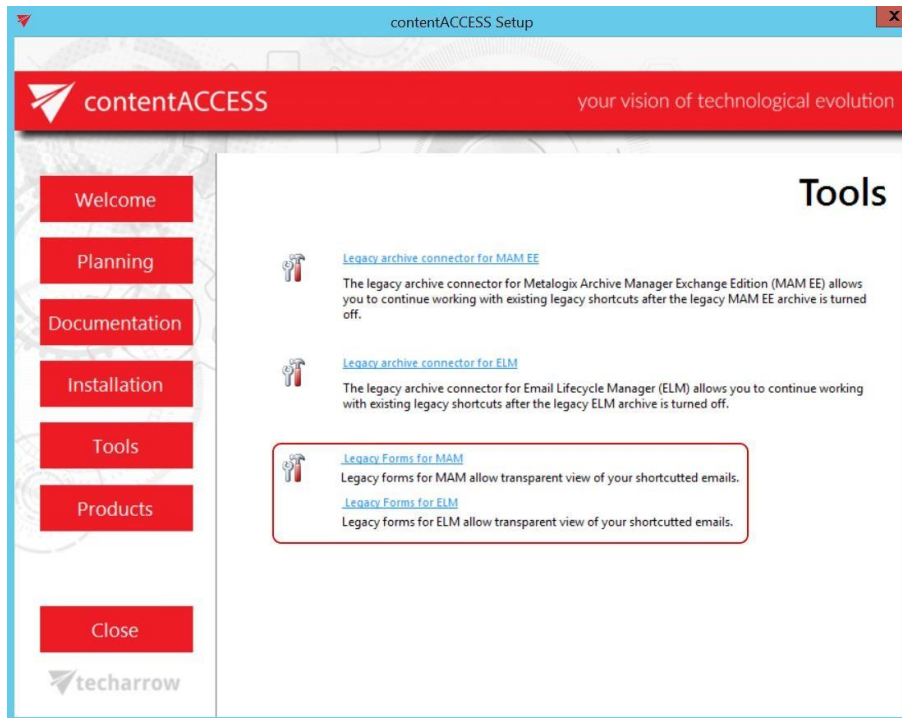 contentACCESS Setup
X
contentACCESS
your vision of technological evolution
Welcome
Planning
Documentation
Installation
Tools
Products
Close
techarrow
Tools
Legacy archive connector for MAM EE
The legacy archive connector for Metalogix Archive Manager Exchange Edition (MAM EE) allows
you to continue working with existing legacy shortcuts after the legacy MAM EE archive is turned
off.
Legacy archive connector for ELM
The legacy archive connector for Email Lifecycle Manager (ELM) allows you to continue working
with existing legacy shortcuts after the legacy ELM archive is turned off.
Legacy Forms for MAM
Legacy forms for MAM allow transparent view of your shortcutted emails.
Legacy Forms for ELM
Legacy forms for ELM allow transparent view of your shortcutted emails.